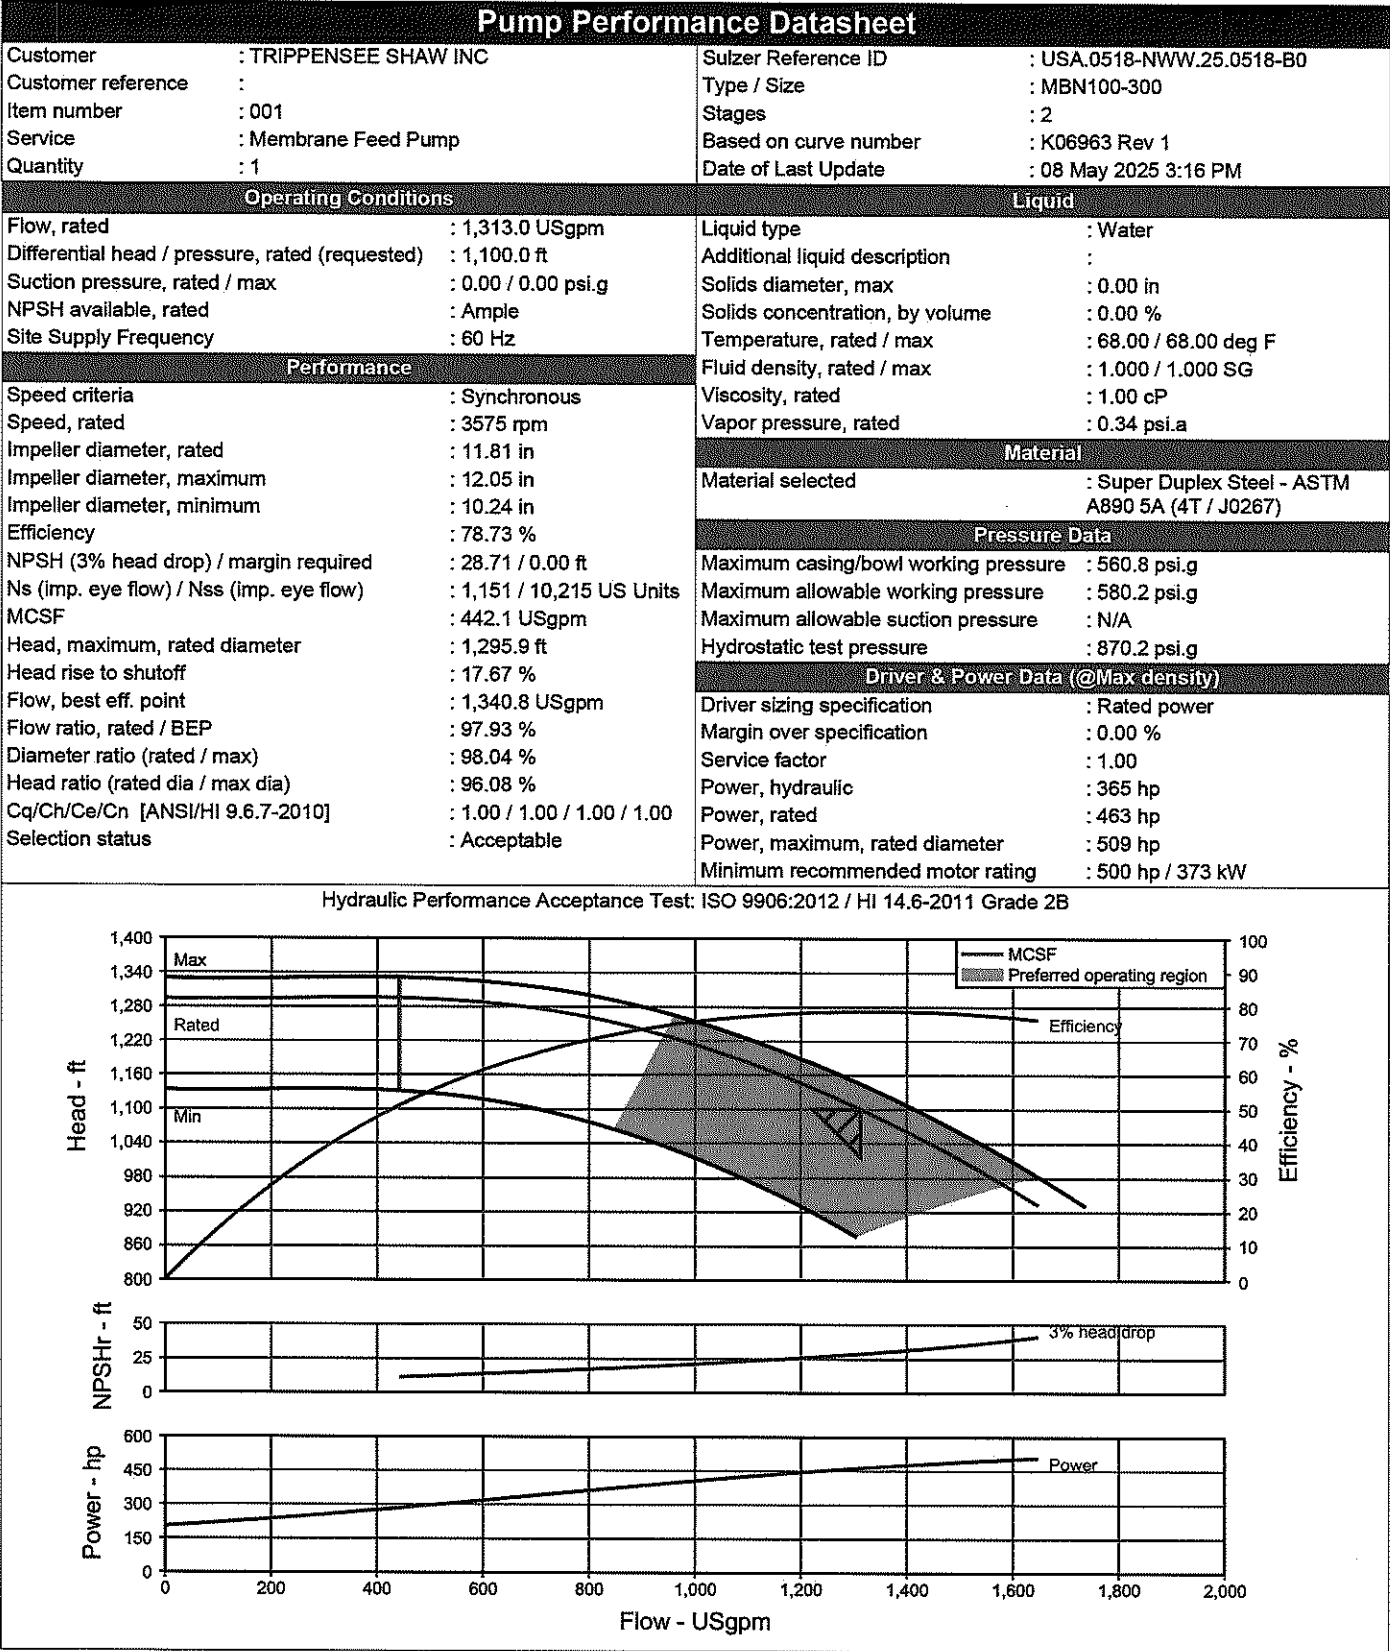 Pump Performance Datasheet
Customer : TRIPPENSEE SHAW INC
Customer reference :
Item number : 001
Service : Membrane Feed Pump
Quantity : 1
Sulzer Reference ID : USA.0518-NWW.25.0518-B0
Type / Size : MBN100-300
Stages : 2
Based on curve number : K06963 Rev 1
Date of Last Update : 08 May 2025 3:16 PM
Operating Conditions
Flow, rated : 1,313.0 USgpm
Differential head / pressure, rated (requested) : 1,100.0 ft
Suction pressure, rated / max : 0.00 / 0.00 psi.g
NPSH available, rated : Ample
Site Supply Frequency : 60 Hz
Performance
Speed criteria : Synchronous
Speed, rated : 3575 rpm
Impeller diameter, rated : 11.81 in
Impeller diameter, maximum : 12.05 in
Impeller diameter, minimum : 10.24 in
Efficiency : 78.73 %
NPSH (3% head drop) / margin required : 28.71 / 0.00 ft
Ns (imp. eye flow) / Nss (imp. eye flow) : 1,151 / 10,215 US Units
MCSF : 442.1 USgpm
Head, maximum, rated diameter : 1,295.9 ft
Head rise to shutoff : 17.67 %
Flow, best eff. point : 1,340.8 USgpm
Flow ratio, rated / BEP : 97.93 %
Diameter ratio (rated / max) : 98.04 %
Head ratio (rated dia / max dia) : 96.08 %
Cq/Ch/Ce/Cn [ANSI/HI 9.6.7-2010] : 1.00 / 1.00 / 1.00 / 1.00
Selection status : Acceptable
Liquid
Liquid type : Water
Additional liquid description :
Solids diameter, max : 0.00 in
Solids concentration, by volume : 0.00 %
Temperature, rated / max : 68.00 / 68.00 deg F
Fluid density, rated / max : 1.000 / 1.000 SG
Viscosity, rated : 1.00 cP
Vapor pressure, rated : 0.34 psi.a
Material
Material selected : Super Duplex Steel - ASTM
A890 5A (4T / J0267)
Pressure Data
Maximum casing/bowl working pressure : 560.8 psi.g
Maximum allowable working pressure : 580.2 psi.g
Maximum allowable suction pressure : N/A
Hydrostatic test pressure : 870.2 psi.g
Driver & Power Data (@Max density)
Driver sizing specification : Rated power
Margin over specification : 0.00 %
Service factor : 1.00
Power, hydraulic : 365 hp
Power, rated : 463 hp
Power, maximum, rated diameter : 509 hp
Minimum recommended motor rating : 500 hp / 373 kW
Hydraulic Performance Acceptance Test: ISO 9906:2012 / HI 14.6-2011 Grade 2B
Head - ft
1,400
1,340
1,280
1,220
1,160
1,100
1,040
980
920
860
800
Max
Rated
Min
MCSF
Preferred operating region
Efficiency
100
90
80
70
60
50
40
30
20
10
0
Efficiency - %
NPSHr - ft
50
25
0
3% head drop
Power - hp
600
450
300
150
0
Power
0 200 400 600 800 1,000 1,200 1,400 1,600 1,800 2,000
Flow - USgpm